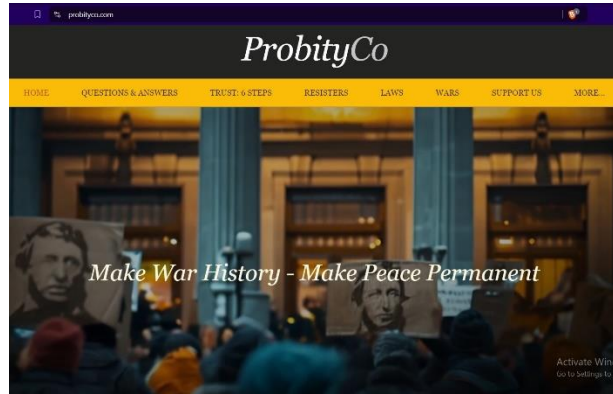 probityco.com
ProbityCo
HOME QUESTIONS & ANSWERS TRUST: 6 STEPS RESISTERS LAWS WARS SUPPORT US MORE...
Make War History - Make Peace Permanent
Activate Win
Go to Settings to